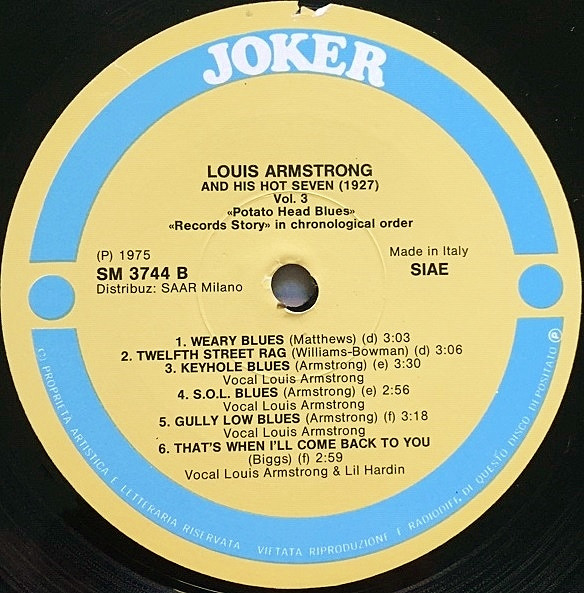 JOKER
LOUIS ARMSTRONG
AND HIS HOT SEVEN (1927)
Vol. 3
«Potato Head Blues»
«Records Story» in chronological order
(P) 1975
SM 3744 B
Distribuz: SAAR Milano
Made in Italy
SIAE
1. WEARY BLUES (Matthews) (d) 3:03
2. TWELFTH STREET RAG (Williams-Bowman) (d) 3:06
3. KEYHOLE BLUES (Armstrong) (e) 3:30
Vocal Louis Armstrong
4. S.O.L. BLUES (Armstrong) (e) 2:56
Vocal Louis Armstrong
5. GULLY LOW BLUES (Armstrong) (f) 3:18
Vocal Louis Armstrong
6. THAT'S WHEN I'LL COME BACK TO YOU
(Biggs) (f) 2:59
Vocal Louis Armstrong & Lil Hardin
(C) PROPRIETÀ ARTISTICA E LETTERARIA RISERVATA VIETATA RIPRODUZIONE E RADIODIFF. DI QUESTO DISCO DEPOSITATO ℗